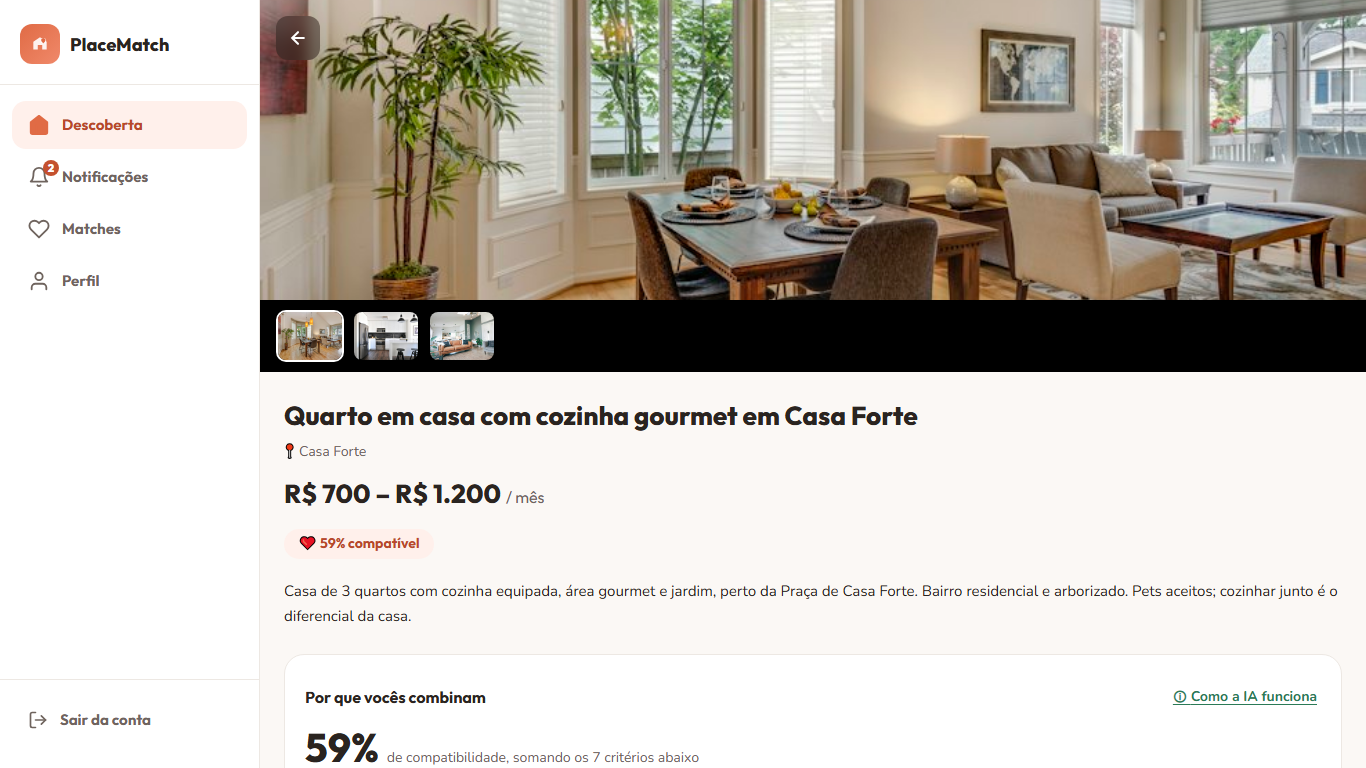 PlaceMatch
Descoberta
2
Notificações
Matches
Perfil
Sair da conta
Quarto em casa com cozinha gourmet em Casa Forte
Casa Forte
R$ 700 – R$ 1.200 / mês
59% compatível
Casa de 3 quartos com cozinha equipada, área gourmet e jardim, perto da Praça de Casa Forte. Bairro residencial e arborizado. Pets aceitos; cozinhar junto é o
diferencial da casa.
Por que vocês combinam
Como a IA funciona
59% de compatibilidade, somando os 7 critérios abaixo